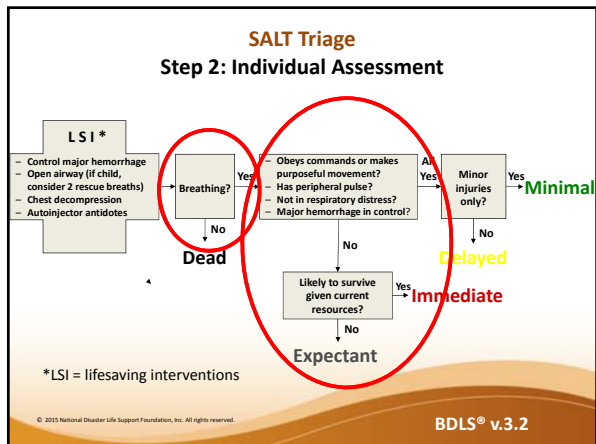 SALT Triage
Step 2: Individual Assessment
L S I *
– Control major hemorrhage
– Open airway (if child,
consider 2 rescue breaths)
– Chest decompression
– Autoinjector antidotes
Breathing?
Yes
No
Dead
– Obeys commands or makes
purposeful movement?
– Has peripheral pulse?
– Not in respiratory distress?
– Major hemorrhage in control?
All
Yes
Minor
injuries
only?
Yes
Minimal
No
Delayed
No
Likely to survive
given current
resources?
Yes
Immediate
No
Expectant
*LSI = lifesaving interventions
© 2015 National Disaster Life Support Foundation, Inc. All rights reserved.
BDLS® v.3.2